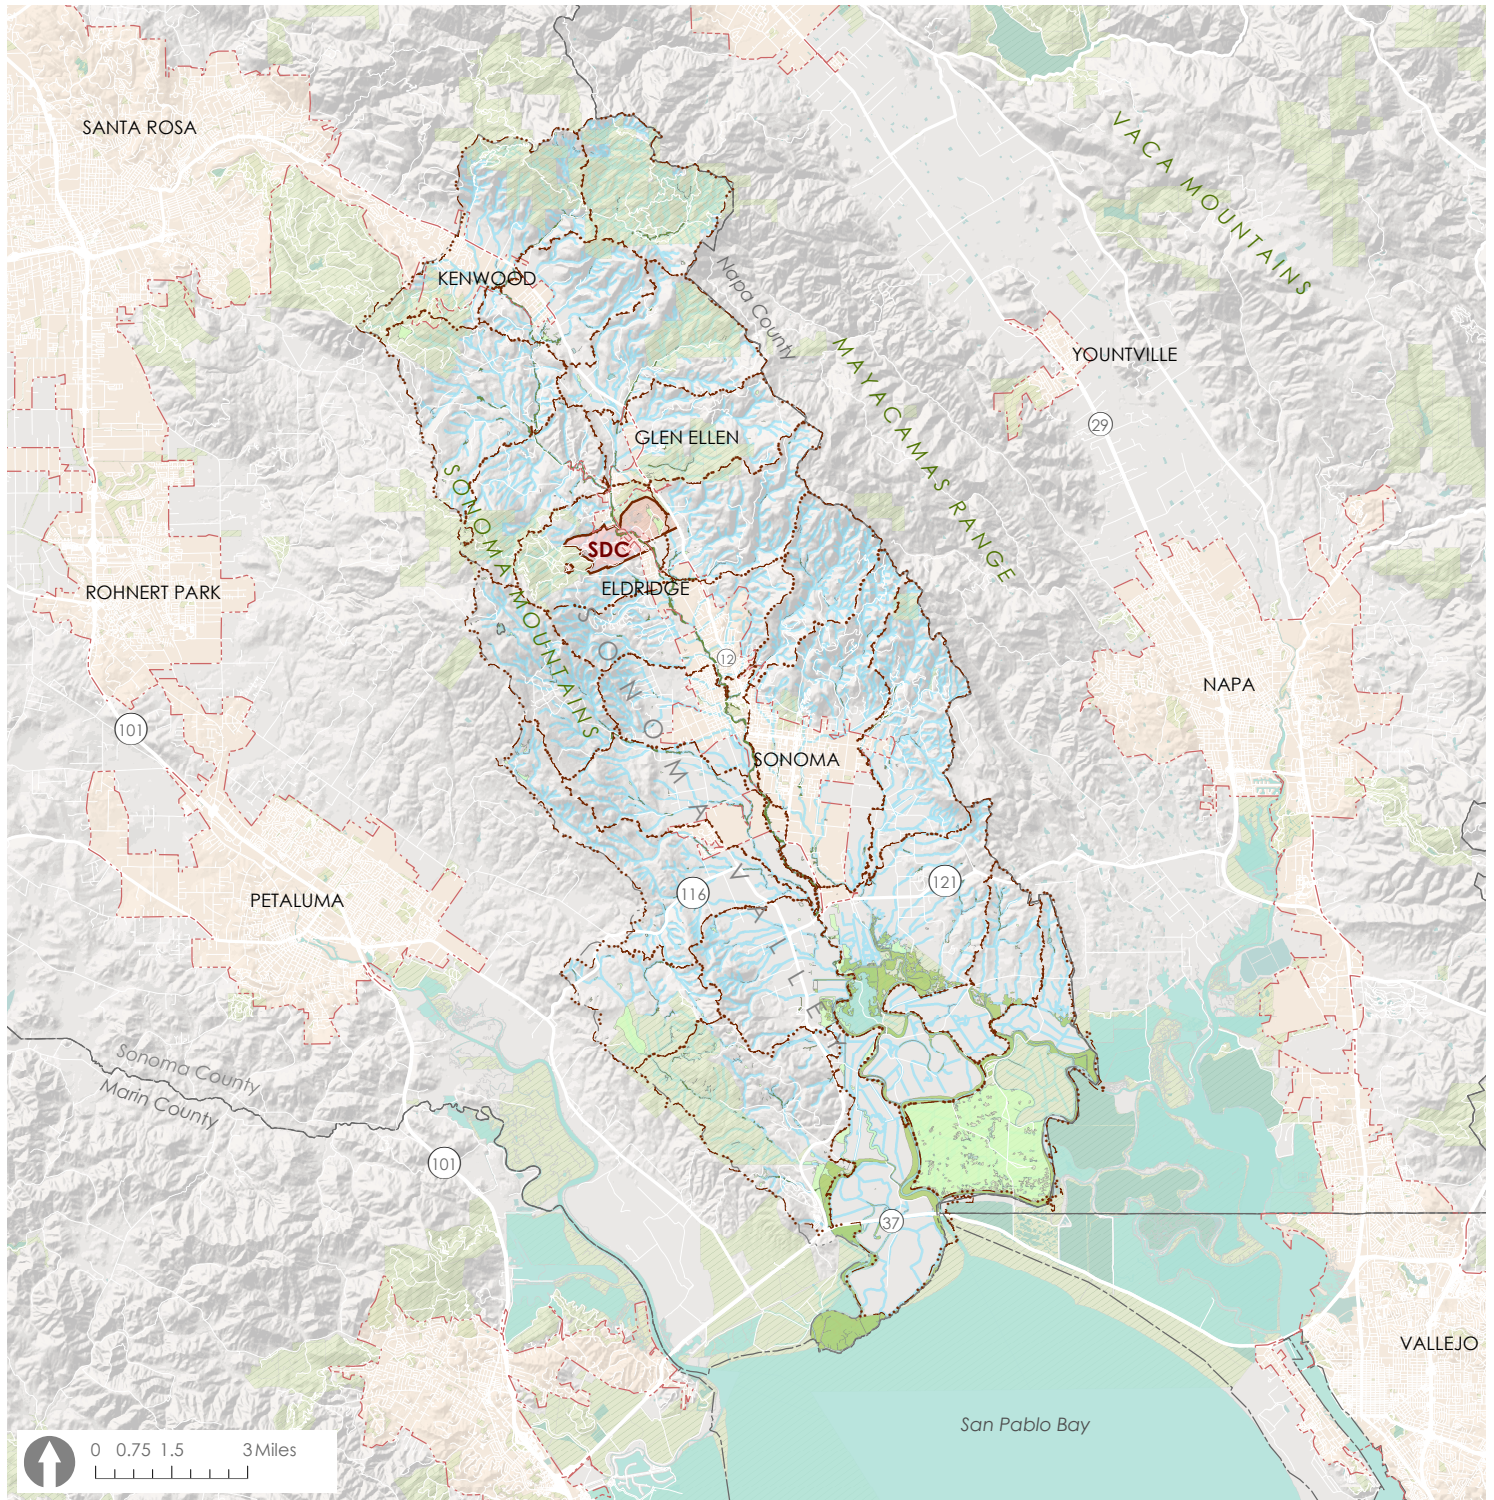 SANTA ROSA
VACA MOUNTAINS
KENWOOD
Napa County
MAYACAMAS RANGE
YOUNTVILLE
29
GLEN ELLEN
SONOMA MOUNTAINS
SDC
ELDRIDGE
ROHNERT PARK
SONOMA VALLEY
12
NAPA
101
SONOMA
PETALUMA
116
121
Sonoma County
Marin County
101
37
VALLEJO
San Pablo Bay
0 0.75 1.5 3 Miles